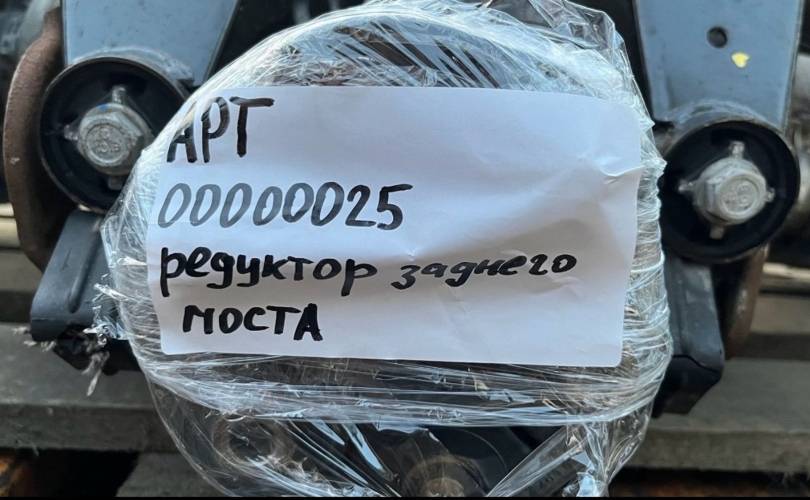 АРТ
00000025
редуктор заднего
моста